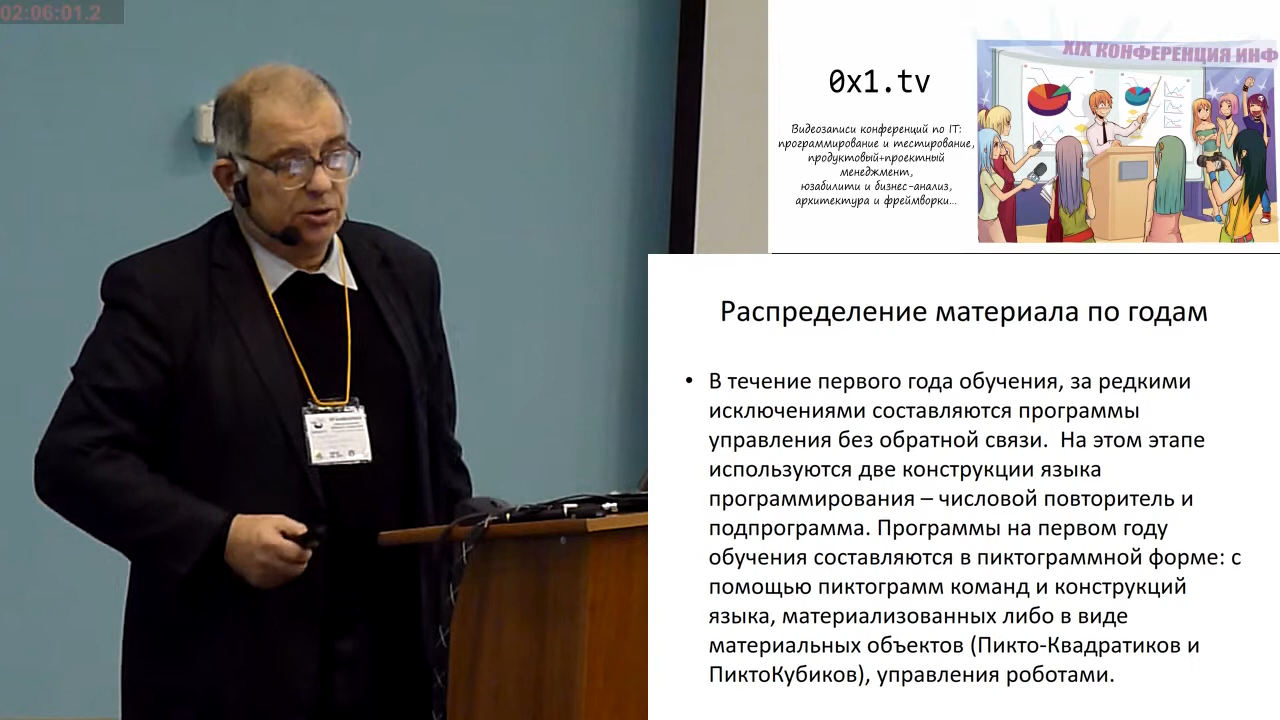 02:06:01.2
0x1.tv
Видеозаписи конференций по IT:
программирование и тестирование,
продуктовый+проектный
менеджмент,
юзабилити и бизнес-анализ,
архитектура и фреймворки...
XIX КОНФЕРЕНЦИЯ ИНФ
Распределение материала по годам
• В течение первого года обучения, за редкими
исключениями составляются программы
управления без обратной связи. На этом этапе
используются две конструкции языка
программирования – числовой повторитель и
подпрограмма. Программы на первом году
обучения составляются в пиктограммной форме: с
помощью пиктограмм команд и конструкций
языка, материализованных либо в виде
материальных объектов (Пикто-Квадратиков и
ПиктоКубиков), управления роботами.